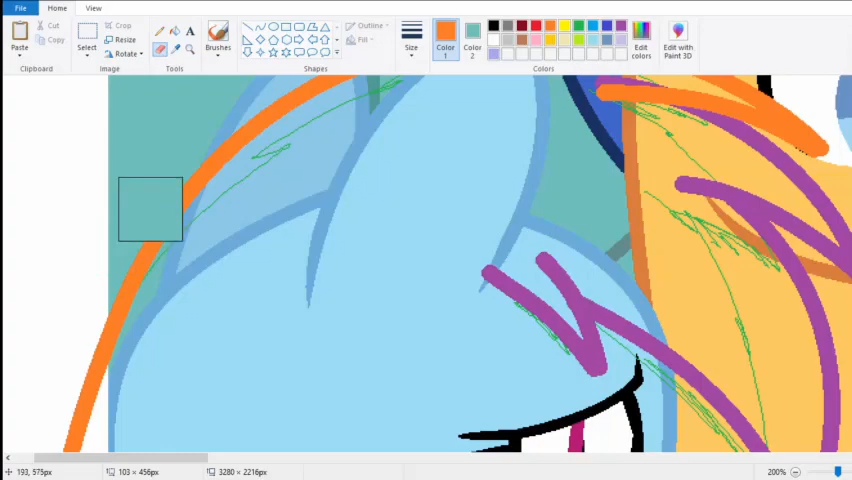 File
Home
View
Paste
Cut
Copy
Clipboard
Select
Crop
Resize
Rotate
Image
A
Tools
Brushes
Outline
Fill
Shapes
Size
Color 1
Color 2
Edit colors
Colors
Edit with Paint 3D
193, 575px
103 × 456px
3280 × 2216px
200%